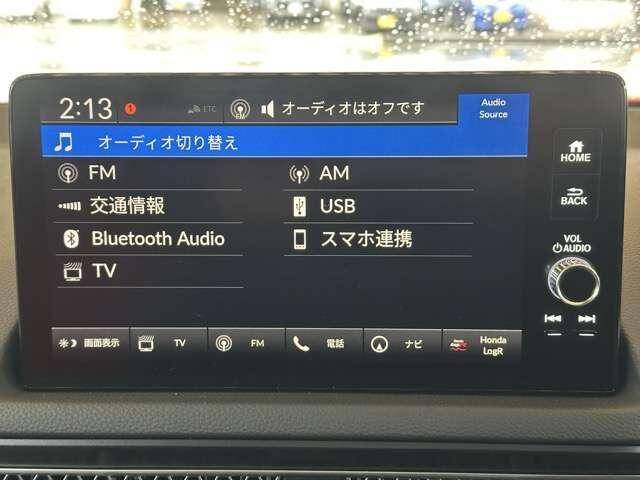 2:13 ETC FM オーディオはオフです Audio Source
オーディオ切り替え
FM AM
交通情報 USB
Bluetooth Audio スマホ連携
TV
画面表示 TV FM 電話 ナビ Honda LogR
HOME
BACK
VOL
AUDIO